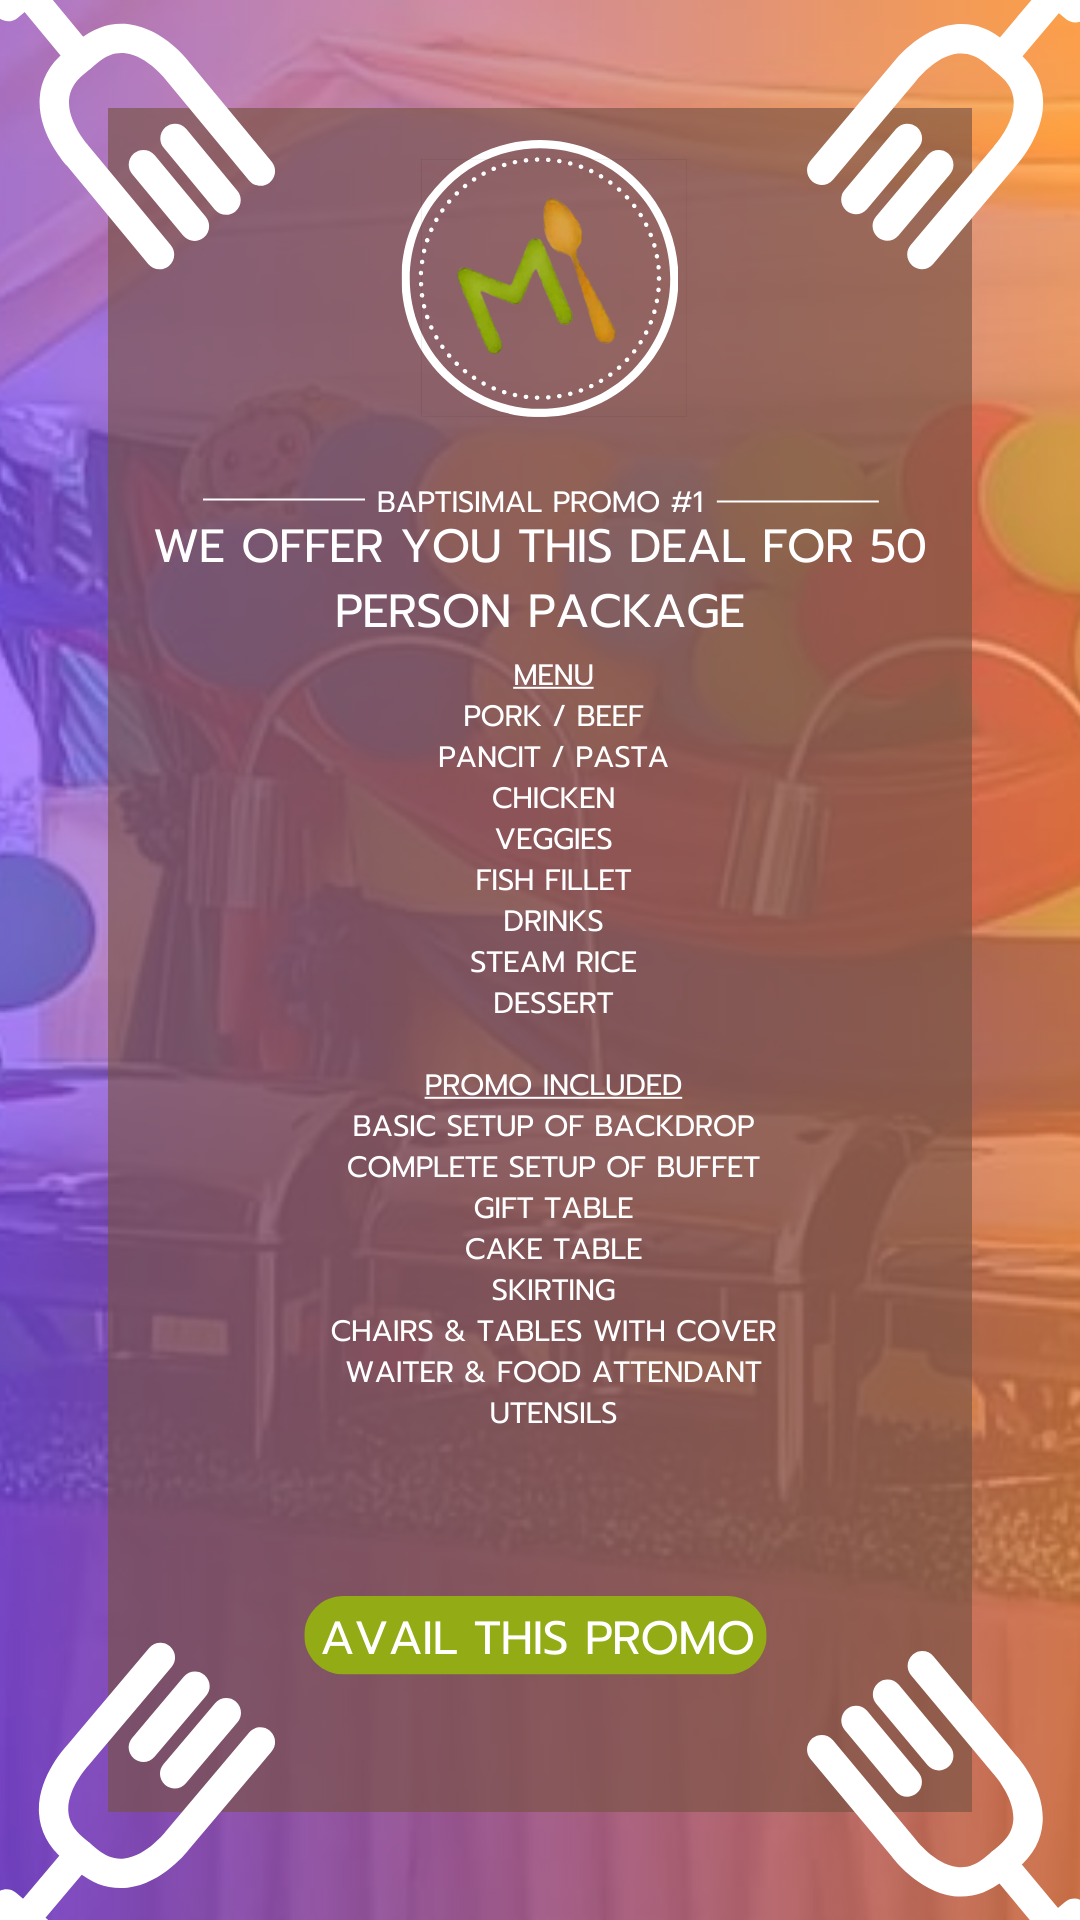 M
BAPTISIMAL PROMO #1
WE OFFER YOU THIS DEAL FOR 50
PERSON PACKAGE
MENU
PORK / BEEF
PANCIT / PASTA
CHICKEN
VEGGIES
FISH FILLET
DRINKS
STEAM RICE
DESSERT
PROMO INCLUDED
BASIC SETUP OF BACKDROP
COMPLETE SETUP OF BUFFET
GIFT TABLE
CAKE TABLE
SKIRTING
CHAIRS & TABLES WITH COVER
WAITER & FOOD ATTENDANT
UTENSILS
AVAIL THIS PROMO